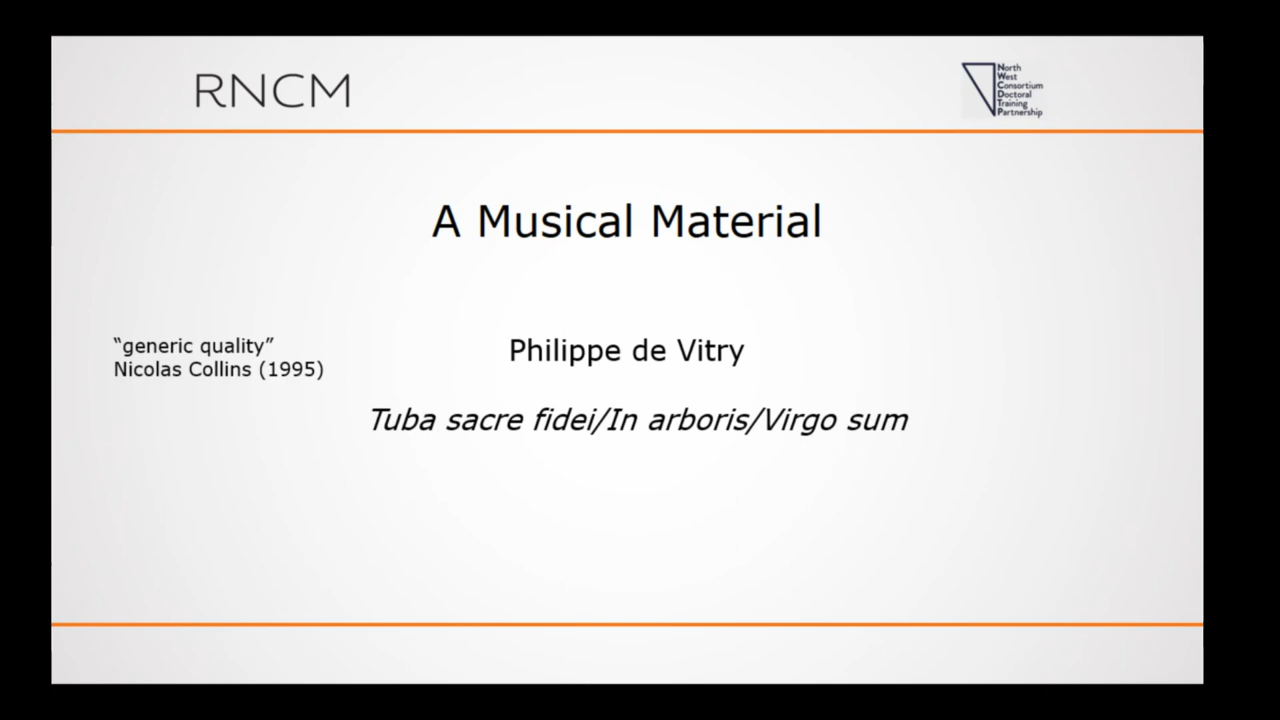 RNCM
North
West
Consortium
Doctoral
Training
Partnership
A Musical Material
“generic quality”
Nicolas Collins (1995)
Philippe de Vitry
Tuba sacre fidei/In arboris/Virgo sum